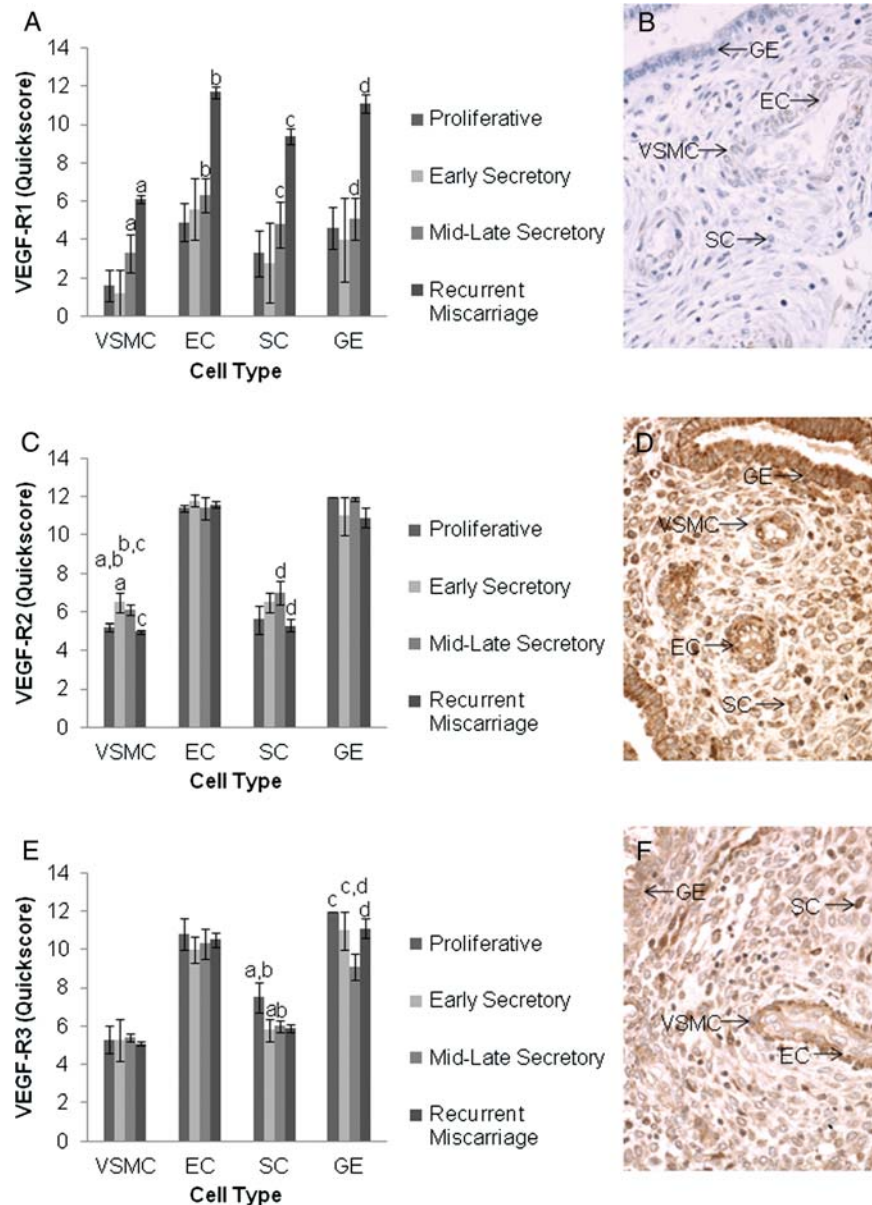 A
VEGF-R1 (Quickscore)
14
12
10
8
6
4
2
0
a
a
b
b
c
c
d
d
VSMC
EC
SC
GE
Cell Type
Proliferative
Early Secretory
Mid-Late Secretory
Recurrent
Miscarriage
B
GE
EC
VSMC
SC
C
VEGF-R2 (Quickscore)
14
12
10
8
6
4
2
0
a,b
b,c
a
c
d
d
VSMC
EC
SC
GE
Cell Type
Proliferative
Early Secretory
Mid-Late Secretory
Recurrent
Miscarriage
D
GE
VSMC
EC
SC
E
VEGF-R3 (Quickscore)
14
12
10
8
6
4
2
0
a,b
ab
c
c,d
d
VSMC
EC
SC
GE
Cell Type
Proliferative
Early Secretory
Mid-Late Secretory
Recurrent
Miscarriage
F
GE
SC
VSMC
EC